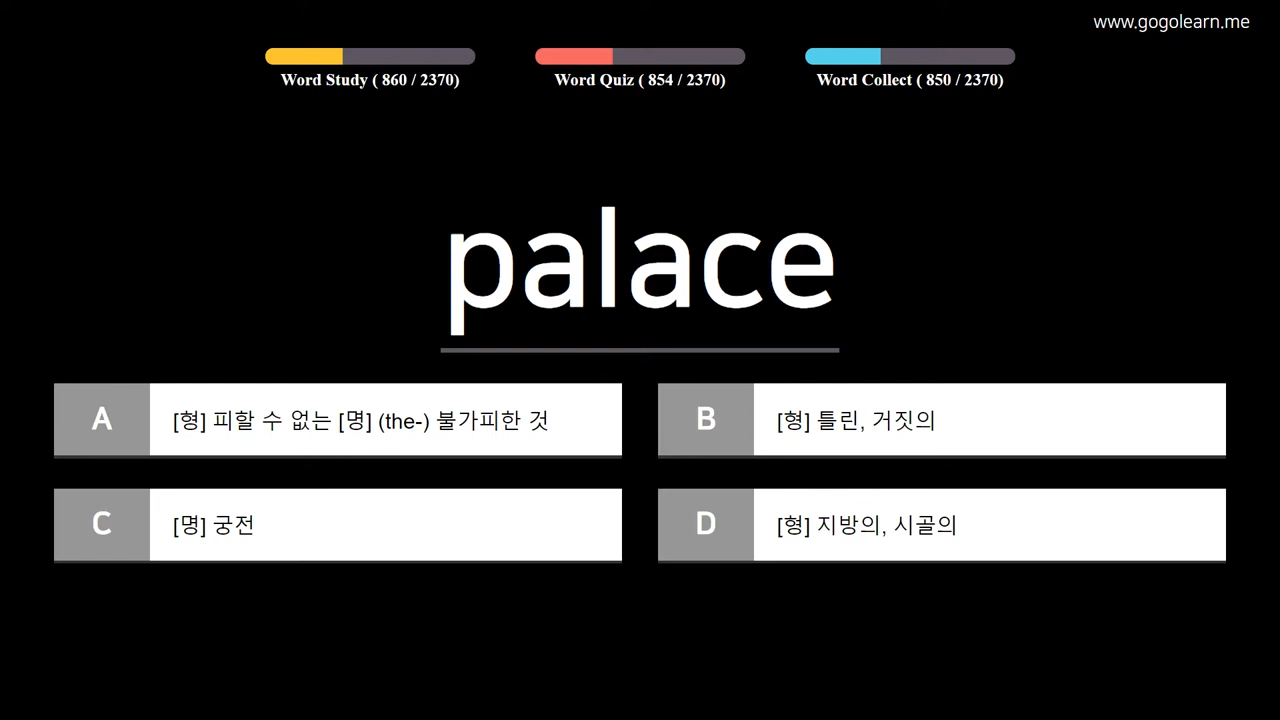 www.gogolearn.me
Word Study ( 860 / 2370)
Word Quiz ( 854 / 2370)
Word Collect ( 850 / 2370)
palace
A [형] 피할 수 없는 [명] (the-) 불가피한 것
B [형] 틀린, 거짓의
C [명] 궁전
D [형] 지방의, 시골의